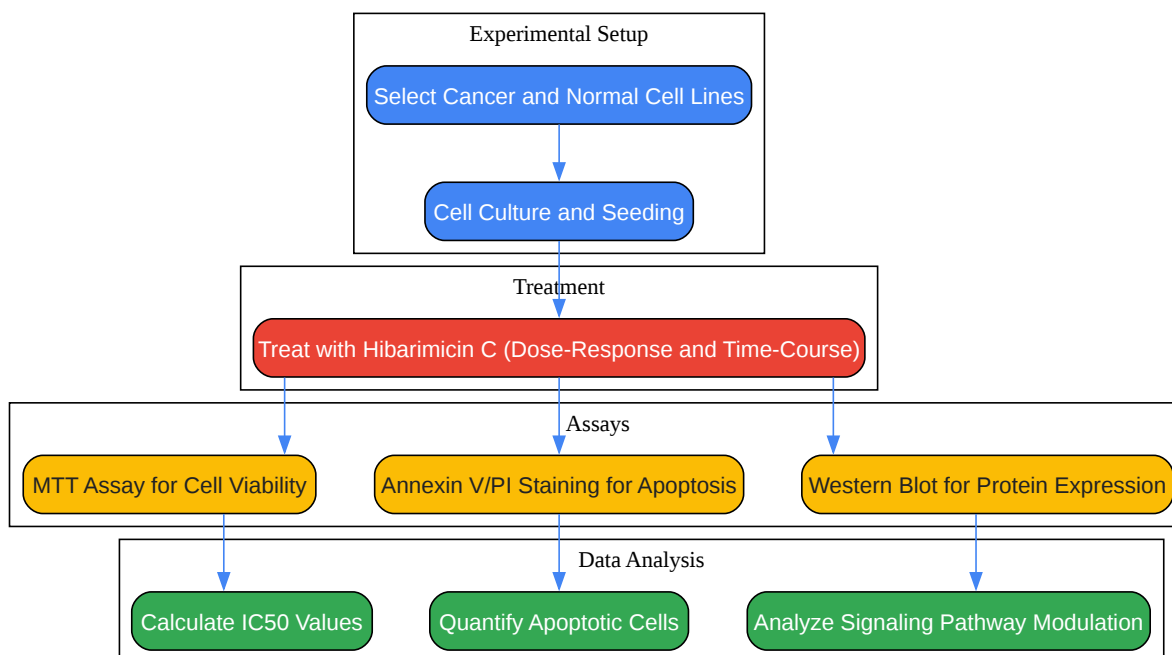 Experimental Setup
Select Cancer and Normal Cell Lines
Cell Culture and Seeding
Treatment
Treat with Hibarimicin C (Dose-Response and Time-Course)
Assays
MTT Assay for Cell Viability
Annexin V/PI Staining for Apoptosis
Western Blot for Protein Expression
Data Analysis
Calculate IC50 Values
Quantify Apoptotic Cells
Analyze Signaling Pathway Modulation